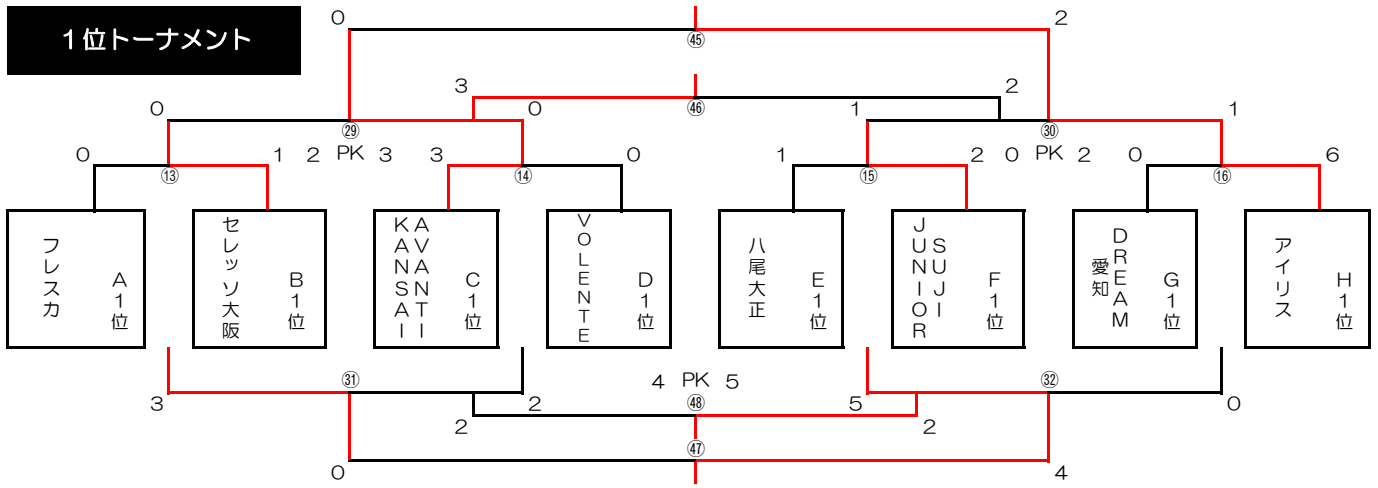 1位トーナメント
0
㊺
2
3
㊻
2
0
0
1
1
㉙
㉚
0
1
2 PK 3
3
0
1
2
0 PK 2
0
6
⑬
⑭
⑮
⑯
フレスカ
A1位
セレッソ大阪
B1位
AVANTI
KANSAI
C1位
VOLENTE
D1位
八尾大正
E1位
SUJI
JUNIOR
F1位
DREAM
愛知
G1位
アイリス
H1位
㉛
4 PK 5
㉜
3
2
㊽
5
0
2
2
㊼
0
4